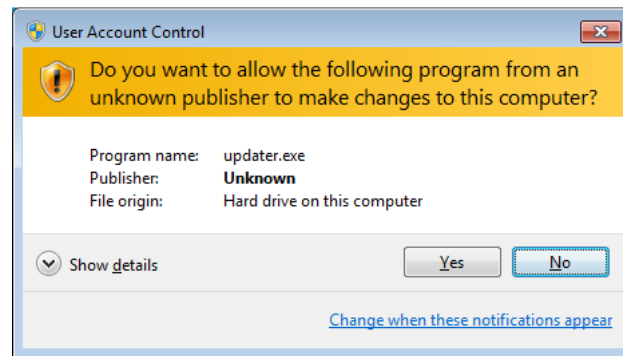 User Account Control
Do you want to allow the following program from an
unknown publisher to make changes to this computer?
Program name: updater.exe
Publisher: Unknown
File origin: Hard drive on this computer
Show details
Yes
No
Change when these notifications appear